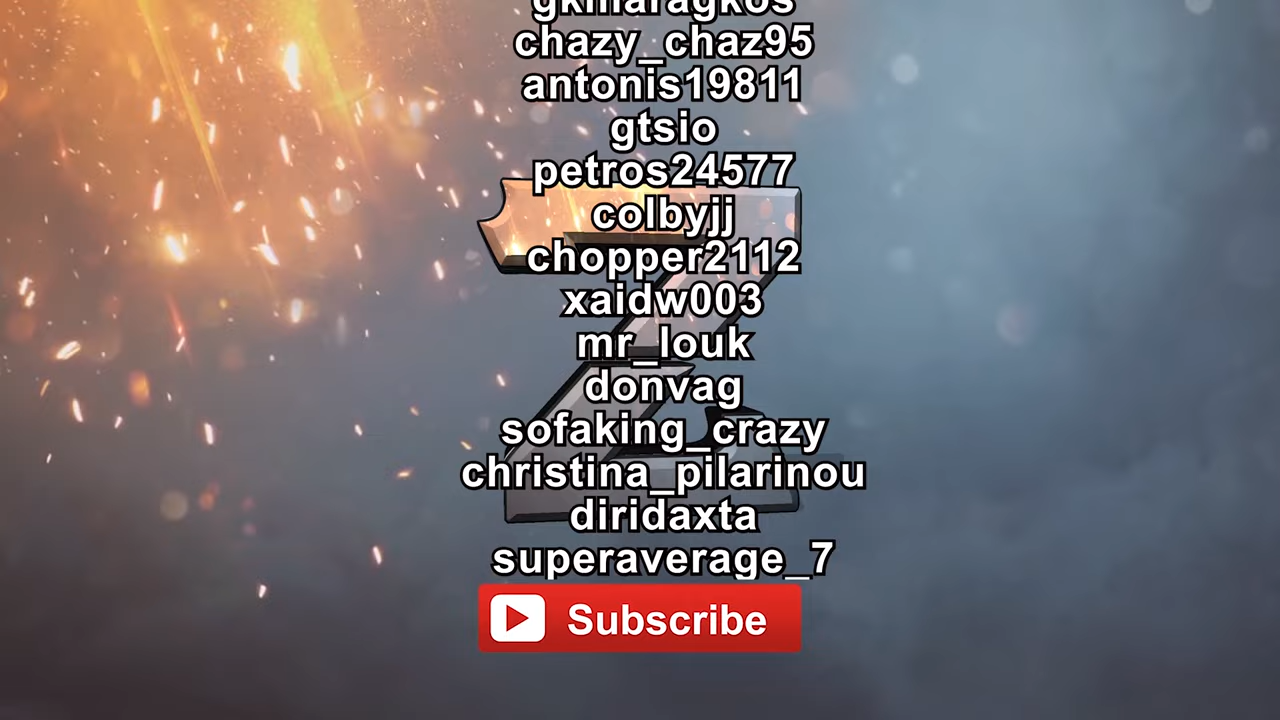 chazy_chaz95
antonis19811
gtsio
petros24577
colbyjj
chopper2112
xaidw003
mr_louk
donvag
sofaking_crazy
christina_pilarinou
diridaxta
superaverage_7
Subscribe